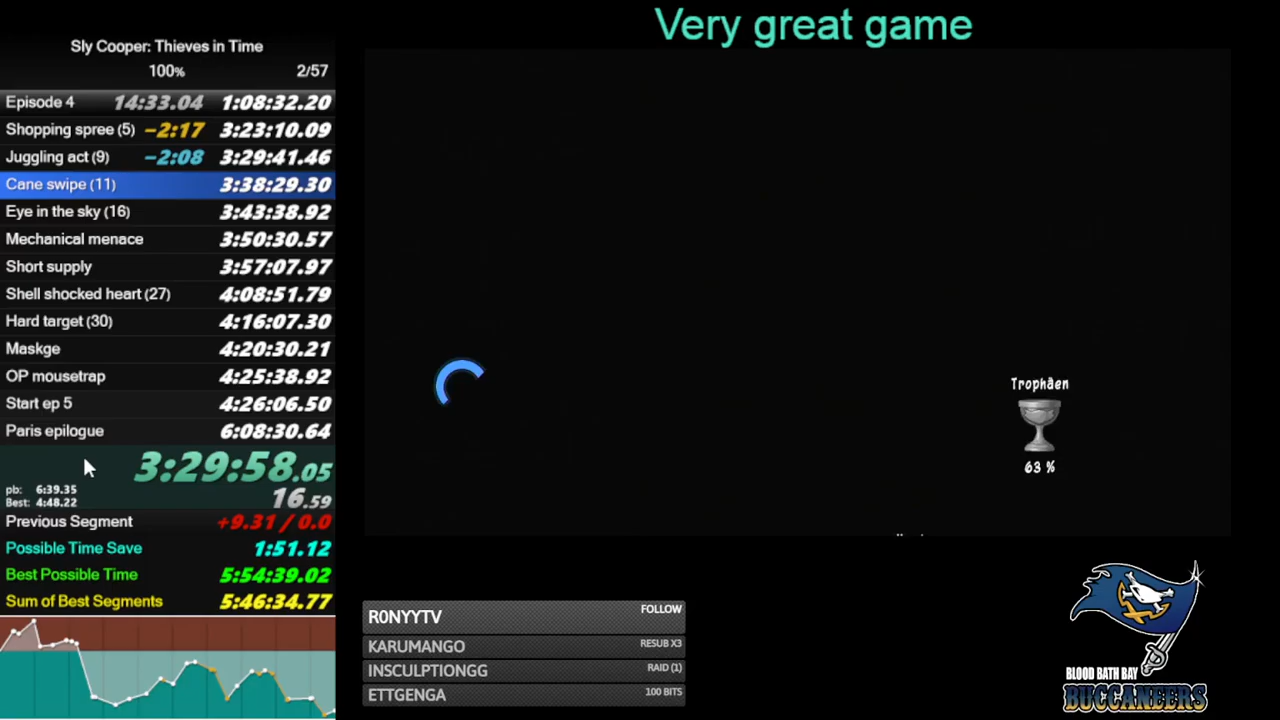 Very great game
Sly Cooper: Thieves in Time
100% 2/57
Episode 4 14:33.04 1:08:32.20
Shopping spree (5) −2:17 3:23:10.09
Juggling act (9) −2:08 3:29:41.46
Cane swipe (11) 3:38:29.30
Eye in the sky (16) 3:43:38.92
Mechanical menace 3:50:30.57
Short supply 3:57:07.97
Shell shocked heart (27) 4:08:51.79
Hard target (30) 4:16:07.30
Maskge 4:20:30.21
OP mousetrap 4:25:38.92
Start ep 5 4:26:06.50
Paris epilogue 6:08:30.64
3:29:58.05
pb: 6:39.35
Best: 4:48.22
16.59
Previous Segment +9.31 / 0.0
Possible Time Save 1:51.12
Best Possible Time 5:54:39.02
Sum of Best Segments 5:46:34.77
Trophäen
63 %
R0NYYTV FOLLOW
KARUMANGO RESUB X3
INSCULPTIONGG RAID (1)
ETTGENGA 100 BITS
BLOOD BATH BAY
BUCCANEERS